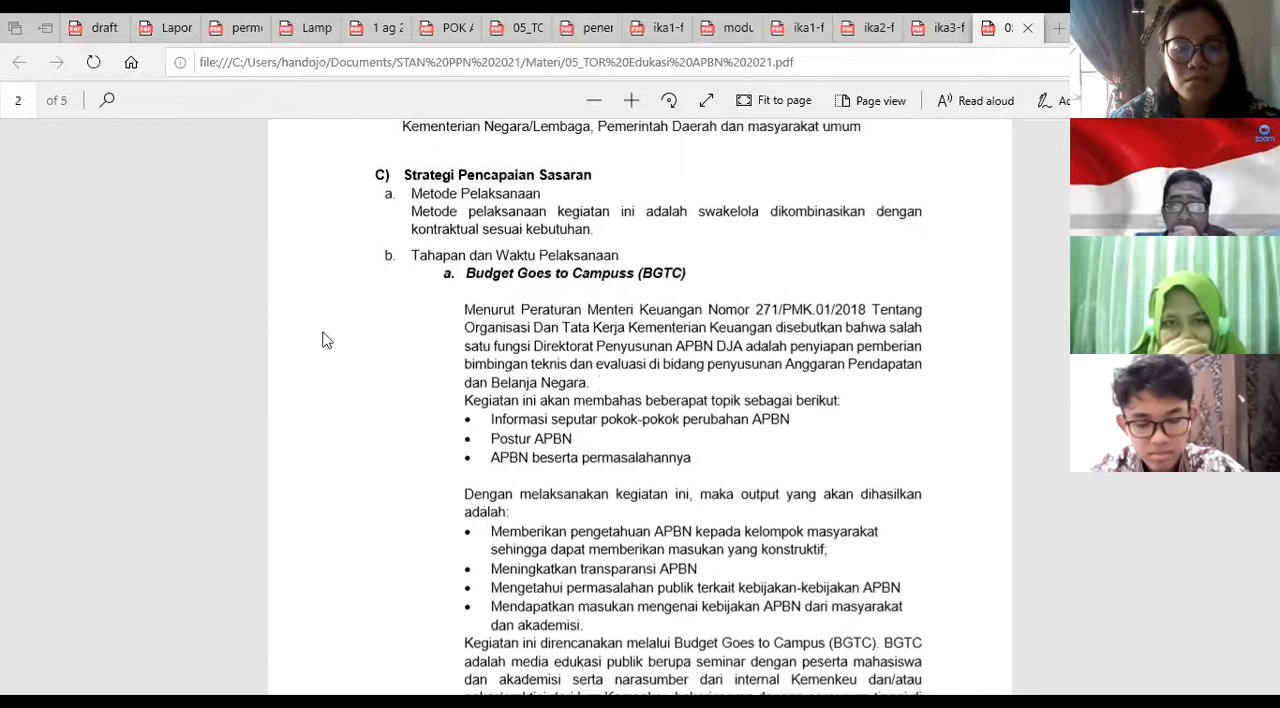 draft
Lapor
perm
Lamp
1 ag 2
POK A
05_TC
pener
ika1-f
modu
ika1-f
ika2-f
ika3-f
file:///C:/Users/handojo/Documents/STAN%20PPN%202021/Materi/05_TOR%20Edukasi%20APBN%202021.pdf
2 of 5
Fit to page
Page view
Read aloud
zoom
Kementerian Negara/Lembaga, Pemerintah Daerah dan masyarakat umum
C) Strategi Pencapaian Sasaran
a. Metode Pelaksanaan
Metode pelaksanaan kegiatan ini adalah swakelola dikombinasikan dengan
kontraktual sesuai kebutuhan.
b. Tahapan dan Waktu Pelaksanaan
a. Budget Goes to Campuss (BGTC)
Menurut Peraturan Menteri Keuangan Nomor 271/PMK.01/2018 Tentang
Organisasi Dan Tata Kerja Kementerian Keuangan disebutkan bahwa salah
satu fungsi Direktorat Penyusunan APBN DJA adalah penyiapan pemberian
bimbingan teknis dan evaluasi di bidang penyusunan Anggaran Pendapatan
dan Belanja Negara.
Kegiatan ini akan membahas beberapat topik sebagai berikut:
• Informasi seputar pokok-pokok perubahan APBN
• Postur APBN
• APBN beserta permasalahannya
Dengan melaksanakan kegiatan ini, maka output yang akan dihasilkan
adalah:
• Memberikan pengetahuan APBN kepada kelompok masyarakat
sehingga dapat memberikan masukan yang konstruktif;
• Meningkatkan transparansi APBN
• Mengetahui permasalahan publik terkait kebijakan-kebijakan APBN
• Mendapatkan masukan mengenai kebijakan APBN dari masyarakat
dan akademisi.
Kegiatan ini direncanakan melalui Budget Goes to Campus (BGTC). BGTC
adalah media edukasi publik berupa seminar dengan peserta mahasiswa
dan akademisi serta narasumber dari internal Kemenkeu dan/atau